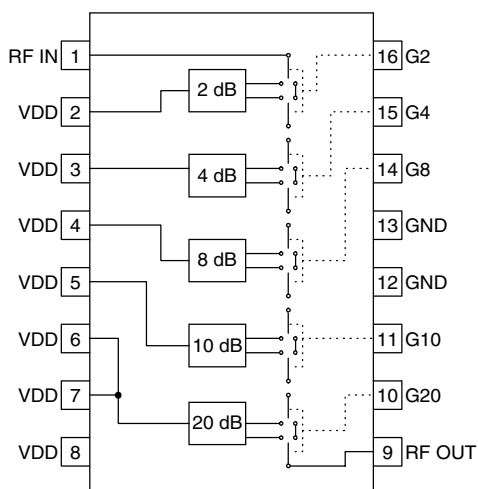 RF IN 1
16 G2
2 dB
VDD 2
15 G4
VDD 3
4 dB
14 G8
VDD 4
13 GND
8 dB
VDD 5
12 GND
VDD 6
10 dB
11 G10
VDD 7
10 G20
20 dB
VDD 8
9 RF OUT